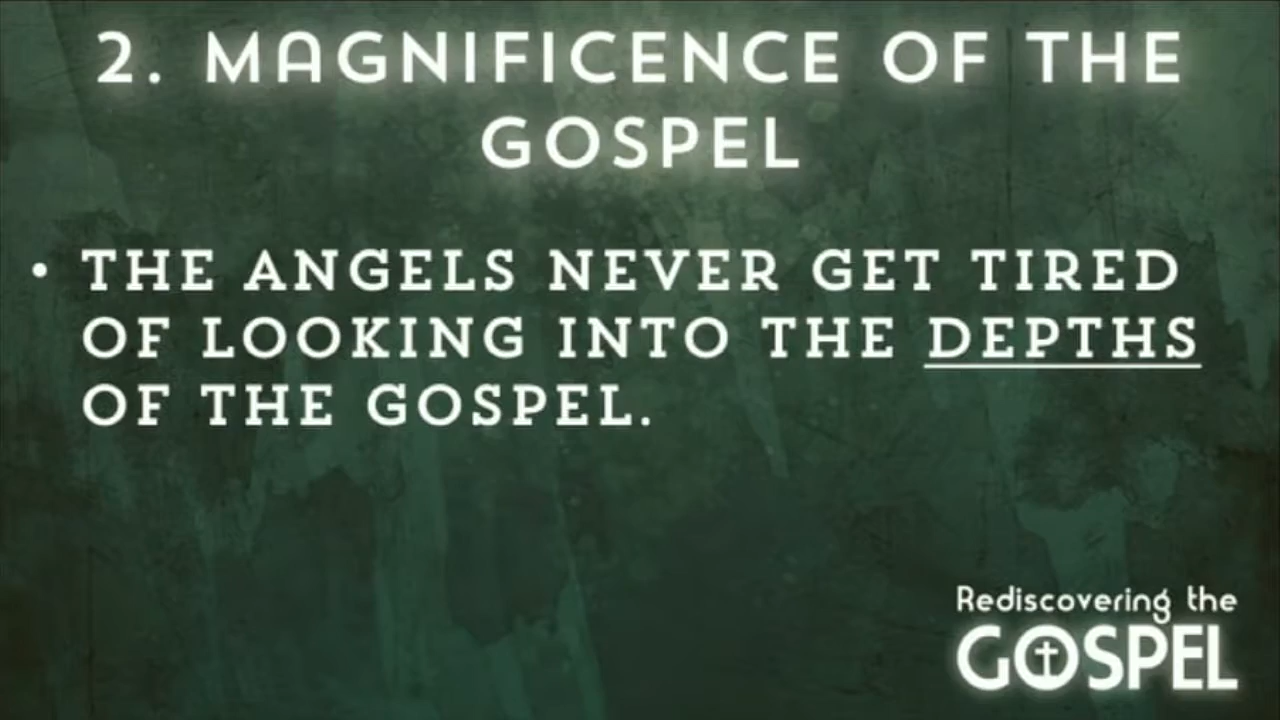 2. MAGNIFICENCE OF THE
GOSPEL
• THE ANGELS NEVER GET TIRED
OF LOOKING INTO THE DEPTHS
OF THE GOSPEL.
Rediscovering the
GOSPEL